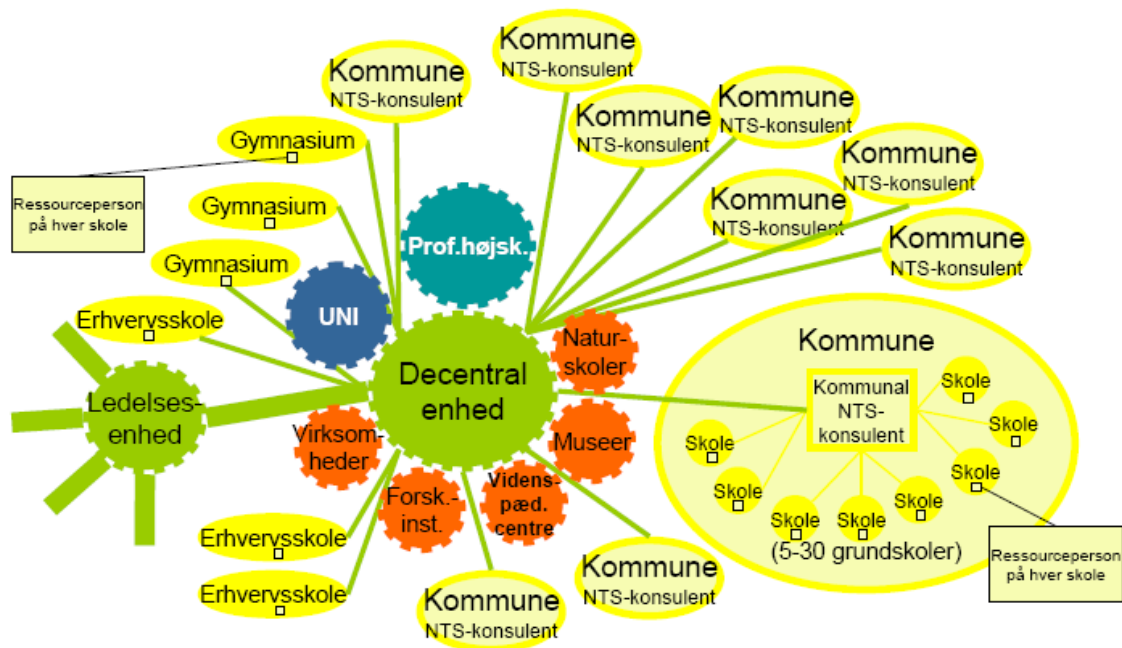 Kommune
NTS-konsulent
Kommune
NTS-konsulent
Kommune
NTS-konsulent
Kommune
NTS-konsulent
Kommune
NTS-konsulent
Kommune
NTS-konsulent
Kommune
NTS-konsulent
Gymnasium
Gymnasium
Gymnasium
Erhvervsskole
Ressourceperson
på hver skole
Prof.højsk.
UNI
Decentral
enhed
Ledelses-
enhed
Natur-
skoler
Museer
Videns-
pæd.
centre
Forsk.-
inst.
Virksom-
heder
Erhvervsskole
Erhvervsskole
Kommune
NTS-konsulent
Kommune
NTS-konsulent
Kommune
Kommunal
NTS-
konsulent
Skole
Skole
Skole
Skole
Skole
Skole
Skole
Skole
(5-30 grundskoler)
Ressourceperson
på hver skole